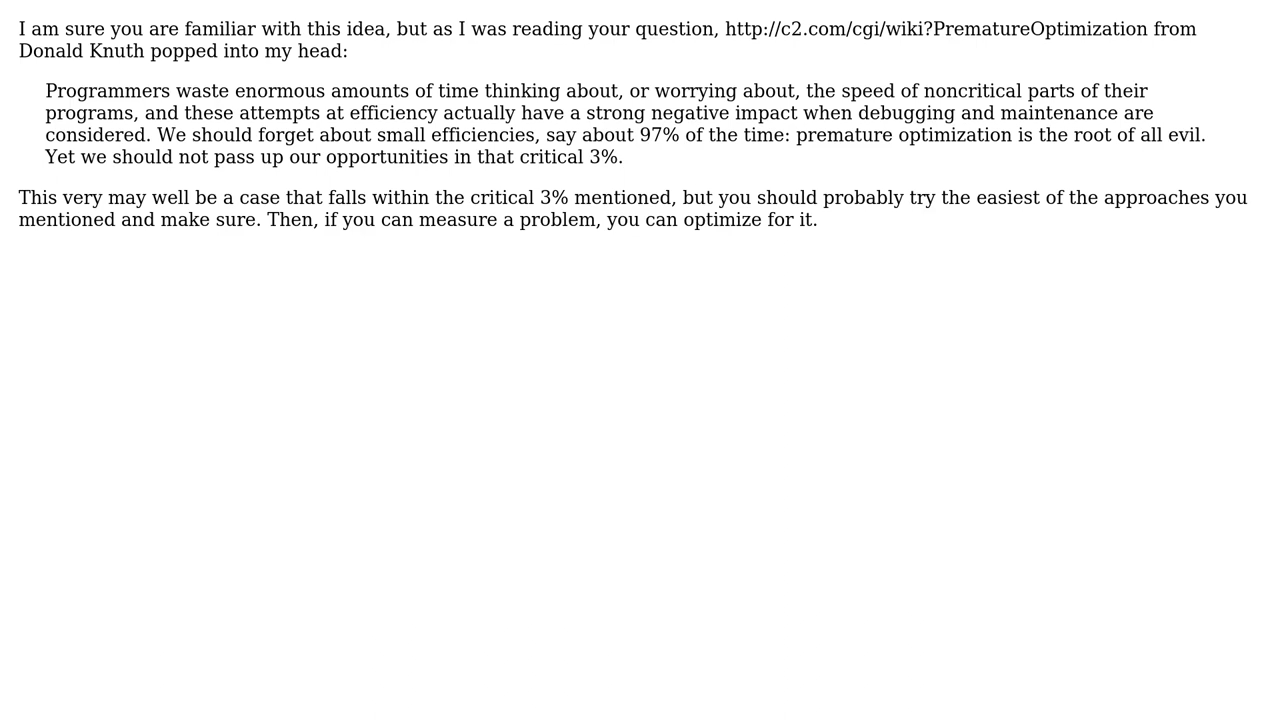 I am sure you are familiar with this idea, but as I was reading your question, http://c2.com/cgi/wiki?PrematureOptimization from
Donald Knuth popped into my head:
Programmers waste enormous amounts of time thinking about, or worrying about, the speed of noncritical parts of their
programs, and these attempts at efficiency actually have a strong negative impact when debugging and maintenance are
considered. We should forget about small efficiencies, say about 97% of the time: premature optimization is the root of all evil.
Yet we should not pass up our opportunities in that critical 3%.
This very may well be a case that falls within the critical 3% mentioned, but you should probably try the easiest of the approaches you
mentioned and make sure. Then, if you can measure a problem, you can optimize for it.